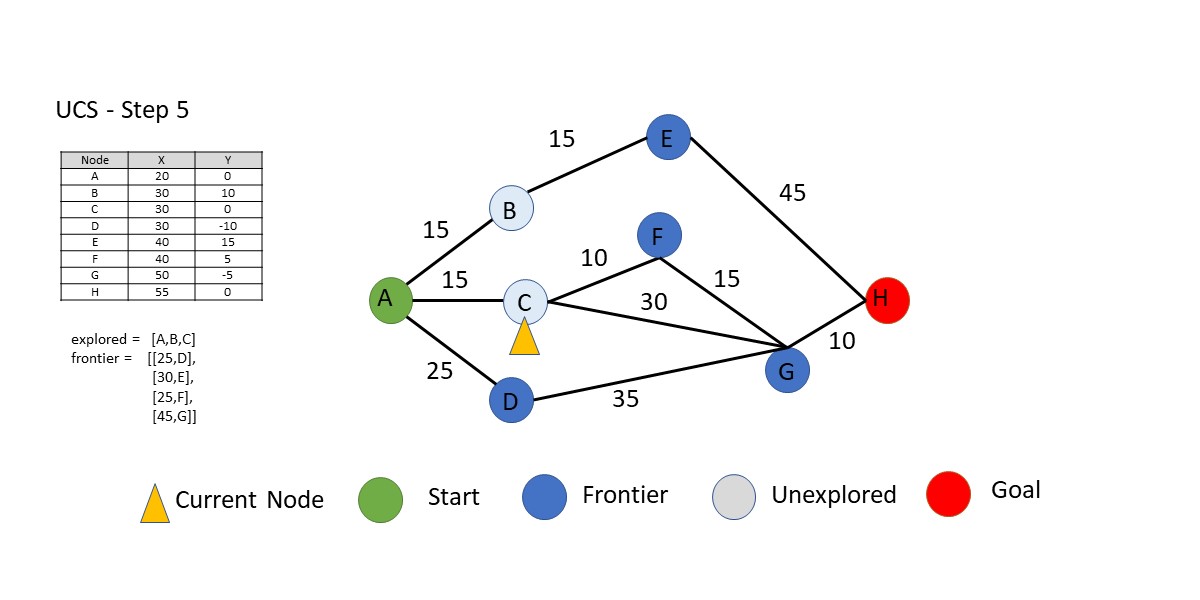 UCS - Step 5
Node X Y
A 20 0
B 30 10
C 30 0
D 30 -10
E 40 15
F 40 5
G 50 -5
H 55 0
explored = [A,B,C]
frontier = [[25,D],
[30,E],
[25,F],
[45,G]]
15
E
45
B
15
F
10
15
15
30
A
C
H
10
25
G
D
35
Current Node
Start
Frontier
Unexplored
Goal